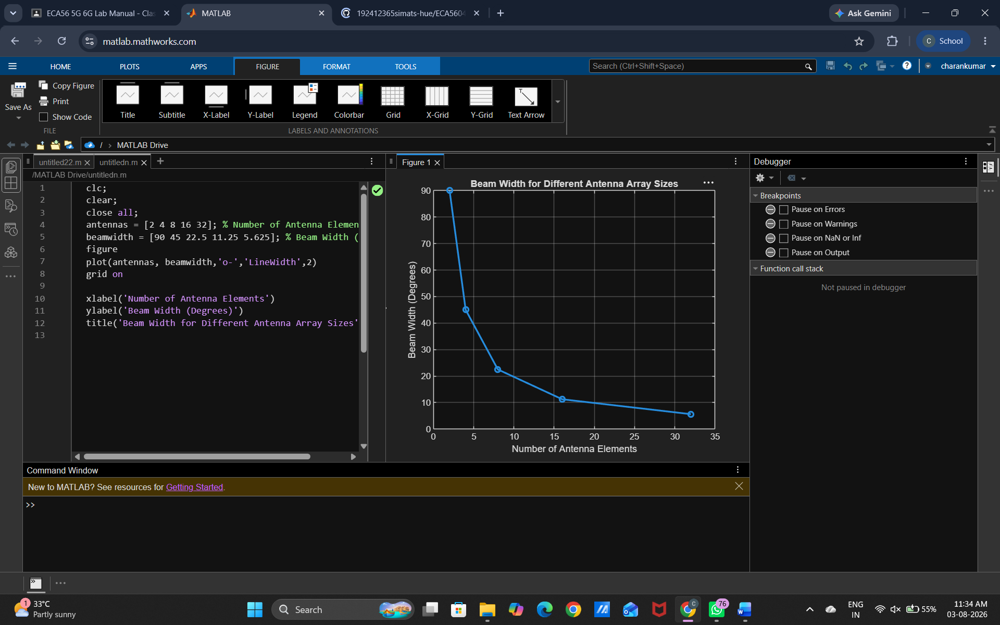 ECA56 5G 6G Lab Manual - Clas
MATLAB
192412365simats-hue/ECA5604
Ask Gemini
matlab.mathworks.com
C School
HOME PLOTS APPS FIGURE FORMAT TOOLS
Search (Ctrl+Shift+Space)
charankumar
Save As
Copy Figure
Print
Show Code
FILE
Title Subtitle X-Label Y-Label Legend Colorbar Grid X-Grid Y-Grid Text Arrow
LABELS AND ANNOTATIONS
/ › MATLAB Drive
untitled22.m
untitledn.m
/MATLAB Drive/untitledn.m
1 clc;
2 clear;
3 close all;
4 antennas = [2 4 8 16 32]; % Number of Antenna Elemen
5 beamwidth = [90 45 22.5 11.25 5.625]; % Beam Width (
6 figure
7 plot(antennas, beamwidth,'o-','LineWidth',2)
8 grid on
9
10 xlabel('Number of Antenna Elements')
11 ylabel('Beam Width (Degrees)')
12 title('Beam Width for Different Antenna Array Sizes'
13
Figure 1
Beam Width for Different Antenna Array Sizes
90
80
70
60
50
40
30
20
10
0
Beam Width (Degrees)
0 5 10 15 20 25 30 35
Number of Antenna Elements
Debugger
Breakpoints
Pause on Errors
Pause on Warnings
Pause on NaN or Inf
Pause on Output
Function call stack
Not paused in debugger
Command Window
New to MATLAB? See resources for Getting Started.
>>
1
33°C
Partly sunny
Search
C
76
ENG
IN
55%
11:34 AM
03-08-2026